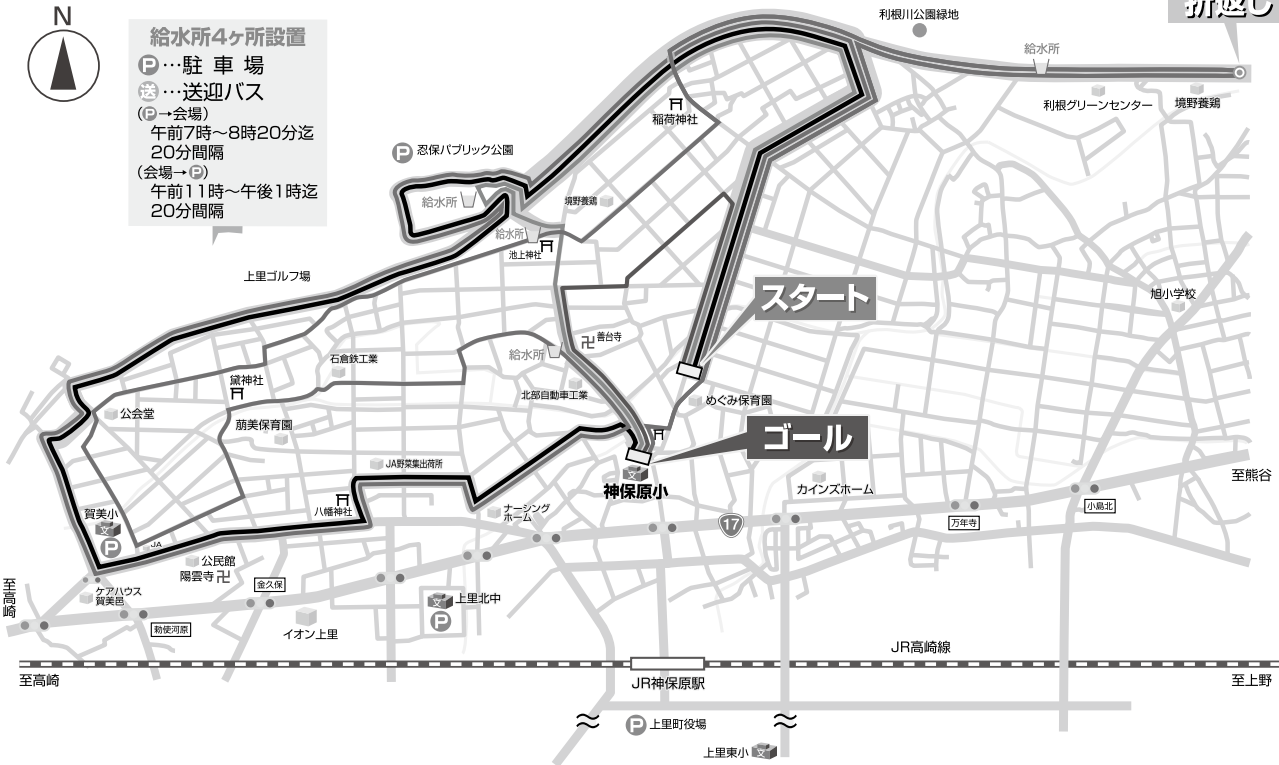 N
給水所4ヶ所設置
P…駐車場
送…送迎バス
(P→会場)
午前7時～8時20分迄
20分間隔
(会場→P)
午前11時～午後1時迄
20分間隔
折返し
利根川公園緑地
給水所
利根グリーンセンター
境野養鶏
稲荷神社
P 忍保パブリック公園
給水所
境野養鶏
給水所
池上神社
上里ゴルフ場
旭小学校
スタート
善台寺
給水所
石倉鉄工業
黛神社
北部自動車工業
めぐみ保育園
公会堂
萠美保育園
ゴール
JA野菜集出荷所
文
神保原小
カインズホーム
至熊谷
八幡神社
賀美小
文
P
ナーシング
ホーム
17
万年寺
小島北
JA
公民館
陽雲寺
至高崎
ケアハウス
賀美邑
金久保
文 上里北中
P
勅使河原
イオン上里
JR高崎線
至高崎
JR神保原駅
至上野
P 上里町役場
上里東小 文